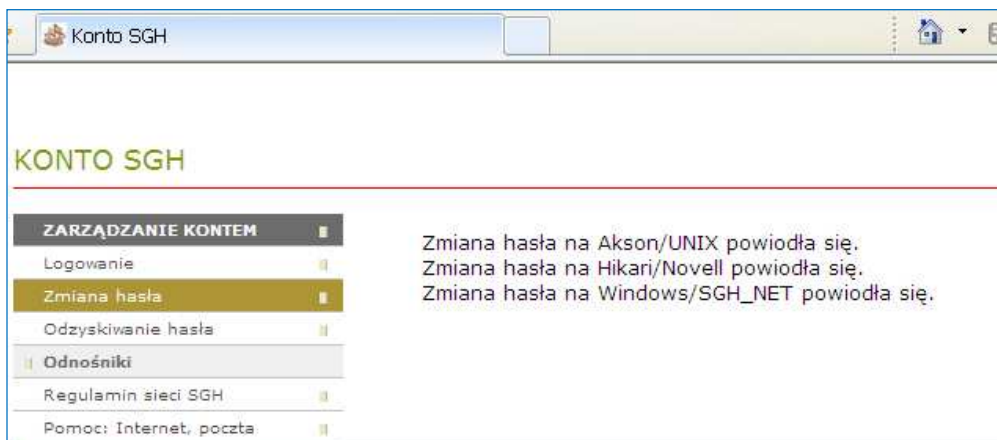 Konto SGH
KONTO SGH
ZARZĄDZANIE KONTEM
Logowanie
Zmiana hasła
Odzyskiwanie hasła
Odnośniki
Regulamin sieci SGH
Pomoc: Internet, poczta
Zmiana hasła na Akson/UNIX powiodła się.
Zmiana hasła na Hikari/Novell powiodła się.
Zmiana hasła na Windows/SGH_NET powiodła się.